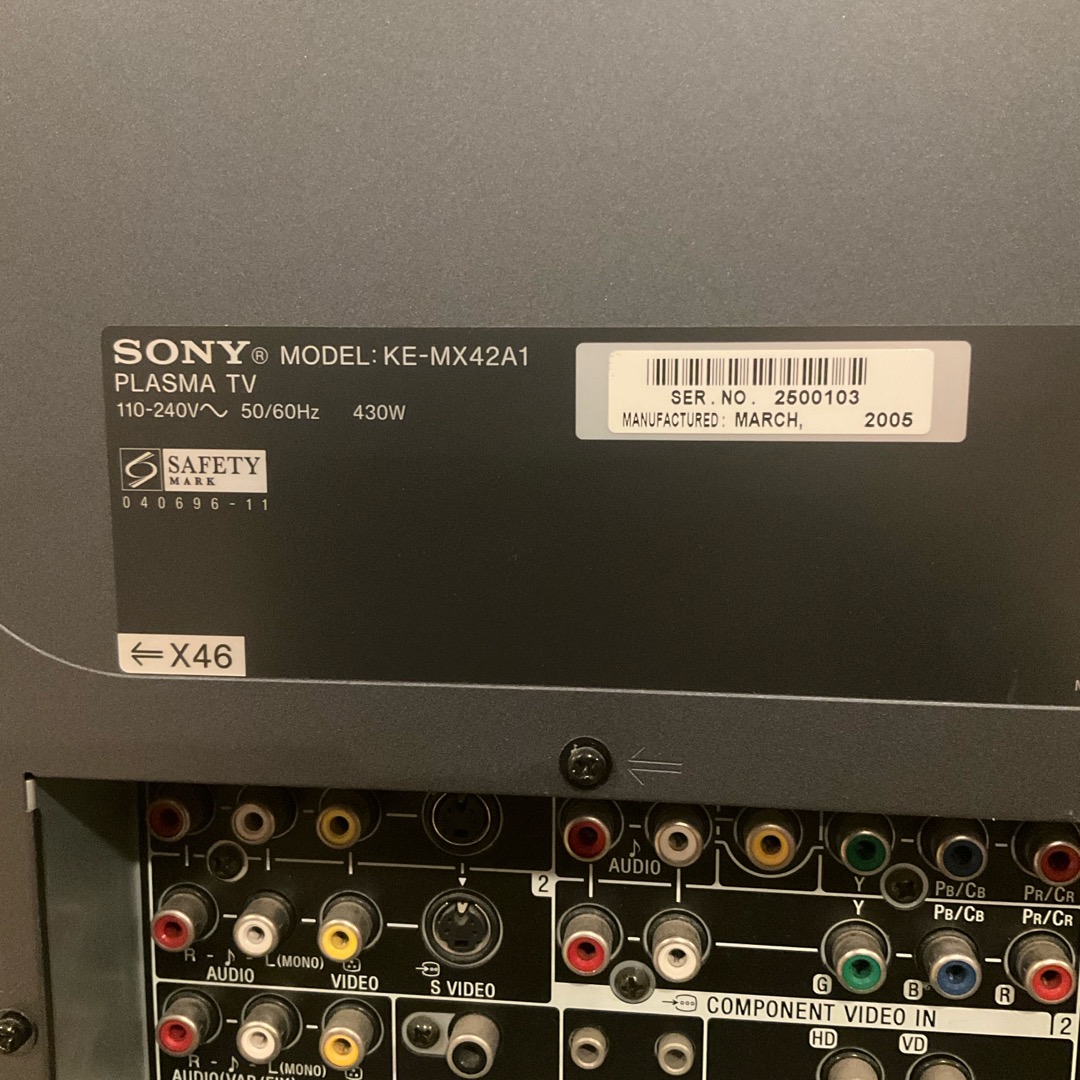 SONY® MODEL: KE-MX42A1
PLASMA TV
110-240V～ 50/60Hz 430W
SER.NO. 2500103
MANUFACTURED: MARCH, 2005
SAFETY
MARK
040696-11
⇐X46
⇐
AUDIO
Y PB/CB PR/CR
2
Y PB/CB PR/CR
R - ♪ - L(MONO)
AUDIO VIDEO S VIDEO
G B R
COMPONENT VIDEO IN 2
HD VD
R - ♪ - L(MONO)